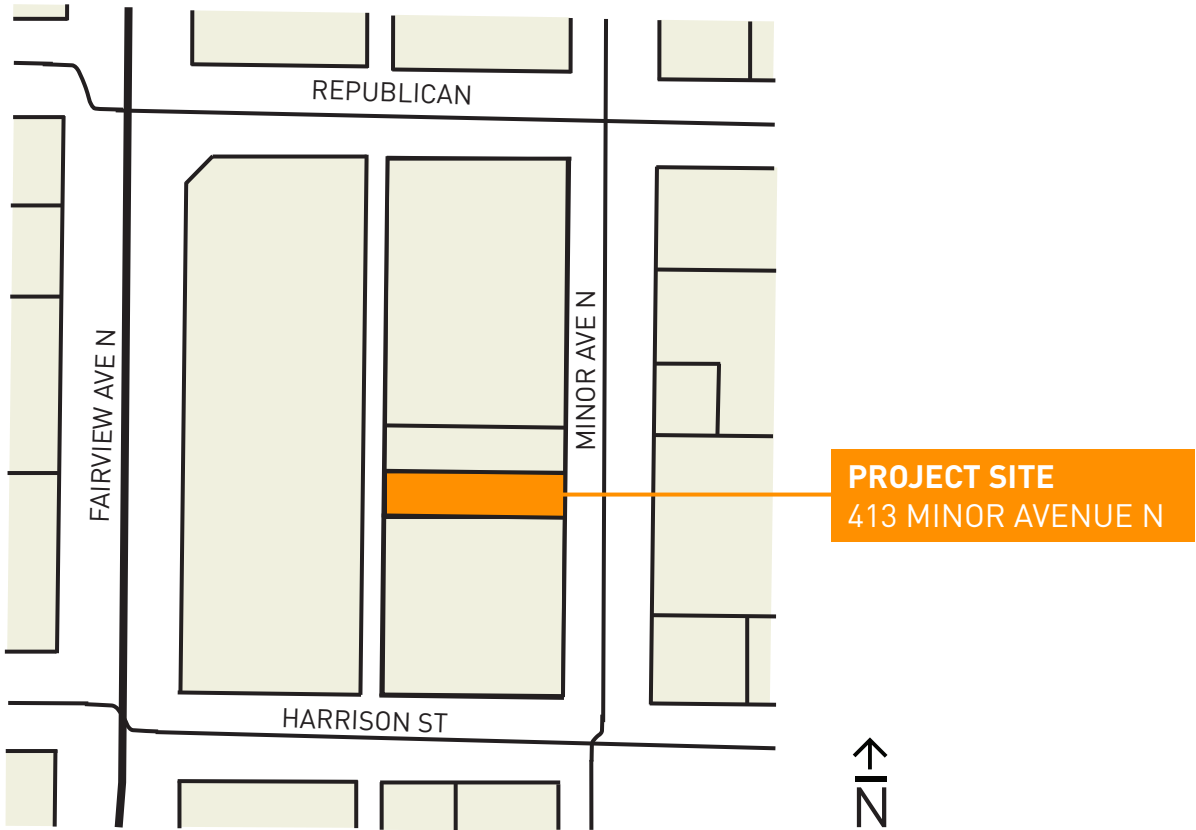 REPUBLICAN
FAIRVIEW AVE N
MINOR AVE N
PROJECT SITE
413 MINOR AVENUE N
HARRISON ST
N